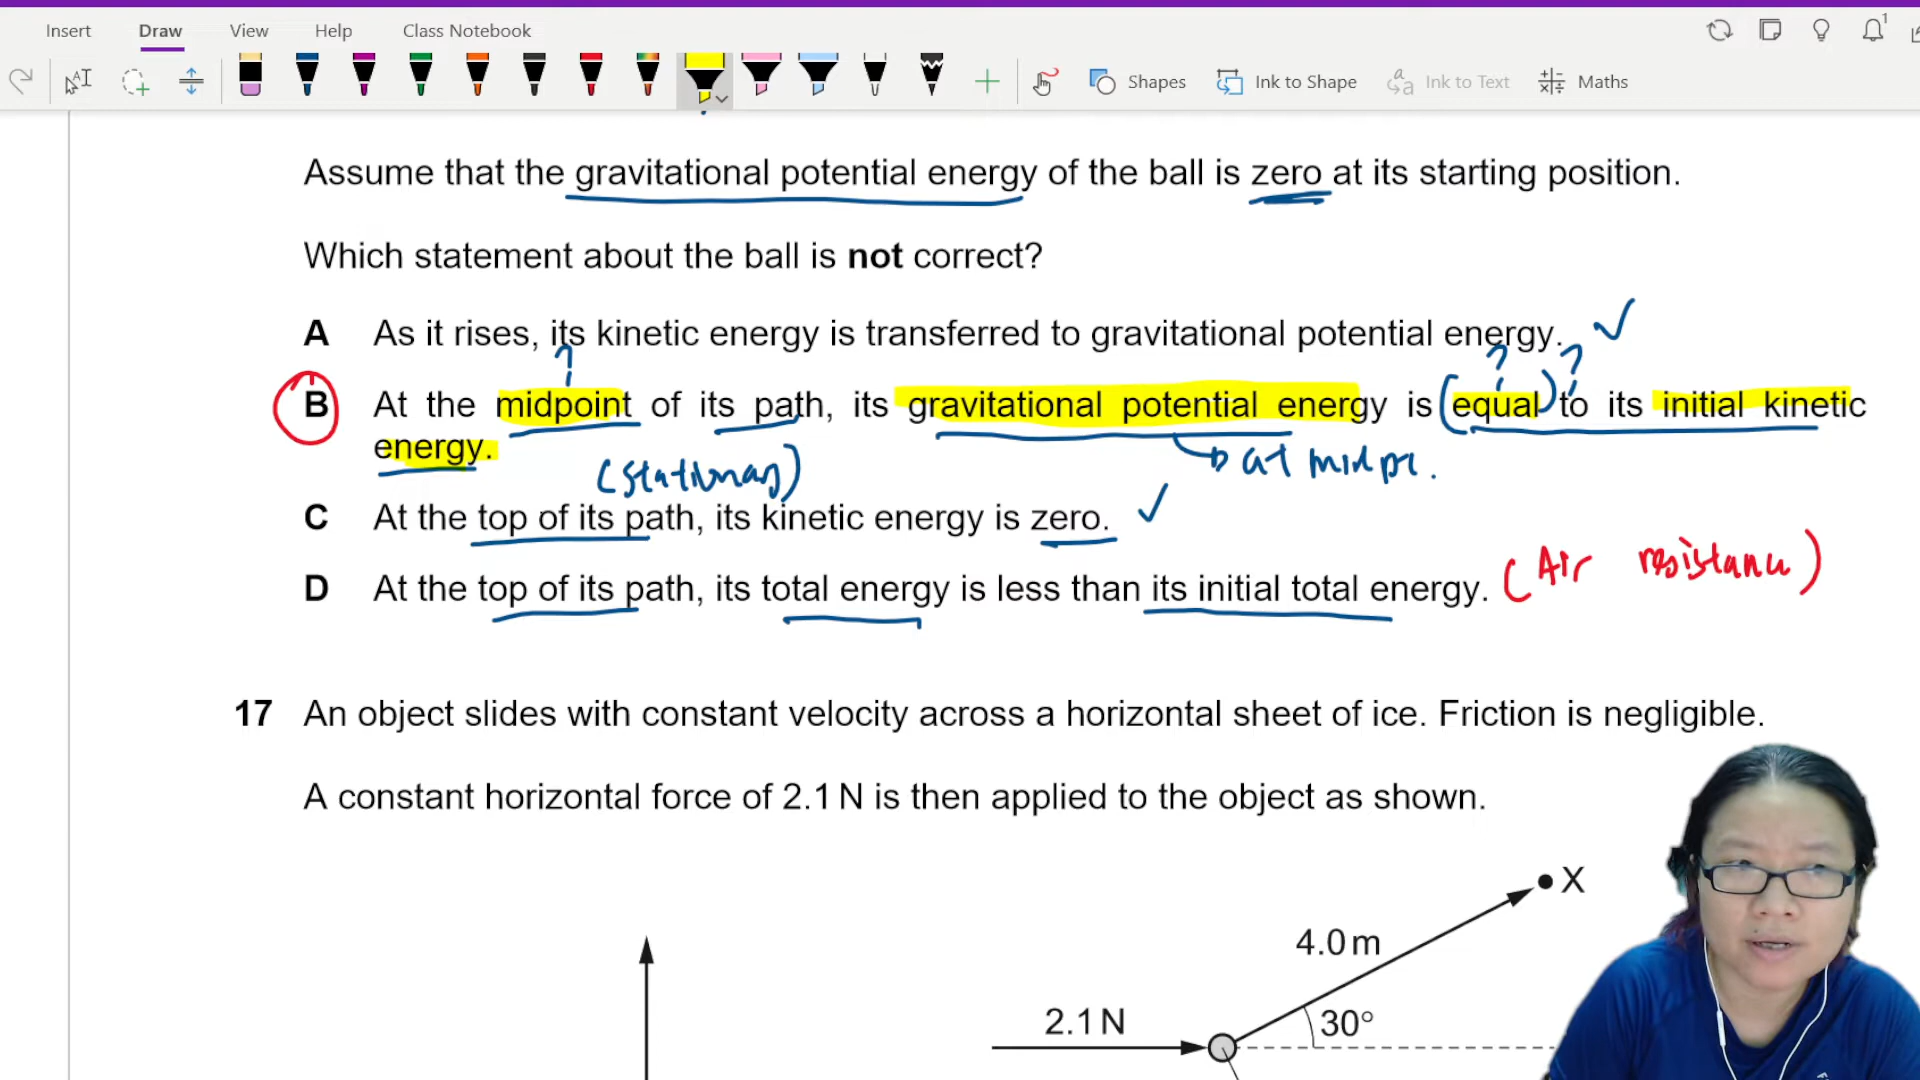 Insert Draw View Help Class Notebook 1
Shapes Ink to Shape Ink to Text Maths
Assume that the gravitational potential energy of the ball is zero at its starting position.
Which statement about the ball is not correct?
A As it rises, its kinetic energy is transferred to gravitational potential energy. ✓
? ? ?
B At the midpoint of its path, its gravitational potential energy is (equal) to its initial kinetic
energy.
(stationary) at midpt.
C At the top of its path, its kinetic energy is zero. ✓
(Air resistance)
D At the top of its path, its total energy is less than its initial total energy.
17 An object slides with constant velocity across a horizontal sheet of ice. Friction is negligible.
A constant horizontal force of 2.1 N is then applied to the object as shown.
X
4.0 m
2.1 N 30°